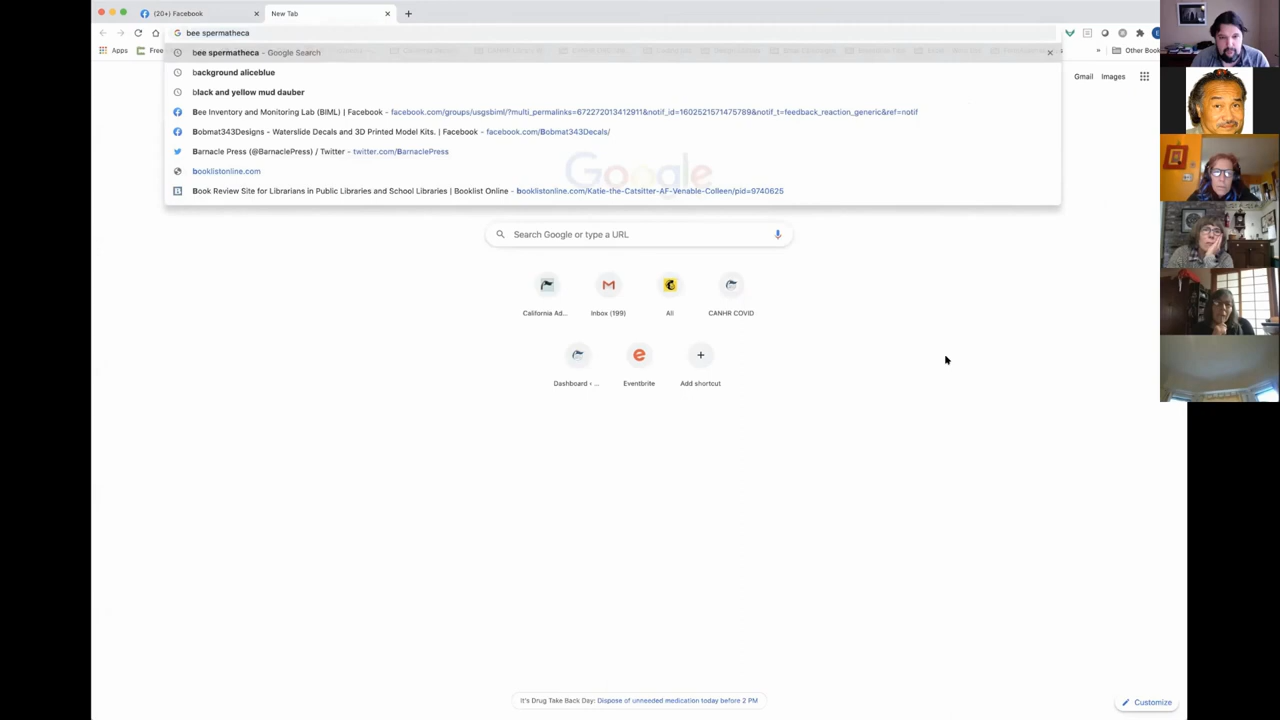 (20+) Facebook
New Tab
bee spermatheca
bee spermatheca - Google Search
background aliceblue
black and yellow mud dauber
Bee Inventory and Monitoring Lab (BIML) | Facebook - facebook.com/groups/usgsbiml/?multi_permalinks=672272013412911&notif_id=1602521571475789&notif_t=feedback_reaction_generic&ref=notif
Bobmat343Designs - Waterslide Decals and 3D Printed Model Kits. | Facebook - facebook.com/Bobmat343Decals/
Barnacle Press (@BarnaclePress) / Twitter - twitter.com/BarnaclePress
booklistonline.com
Book Review Site for Librarians in Public Libraries and School Libraries | Booklist Online - booklistonline.com/Katie-the-Catsitter-AF-Venable-Colleen/pid=9740625
Apps Free
Other Book
Gmail Images
Google
Search Google or type a URL
California Ad... Inbox (199) All CANHR COVID
Dashboard ‹ ... Eventbrite Add shortcut
It's Drug Take Back Day: Dispose of unneeded medication today before 2 PM
Customize